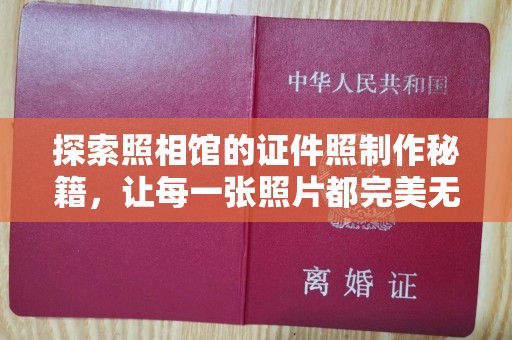 中华人民共和国
探索照相馆的证件照制作秘
籍，让每一张照片都完美无
离婚证